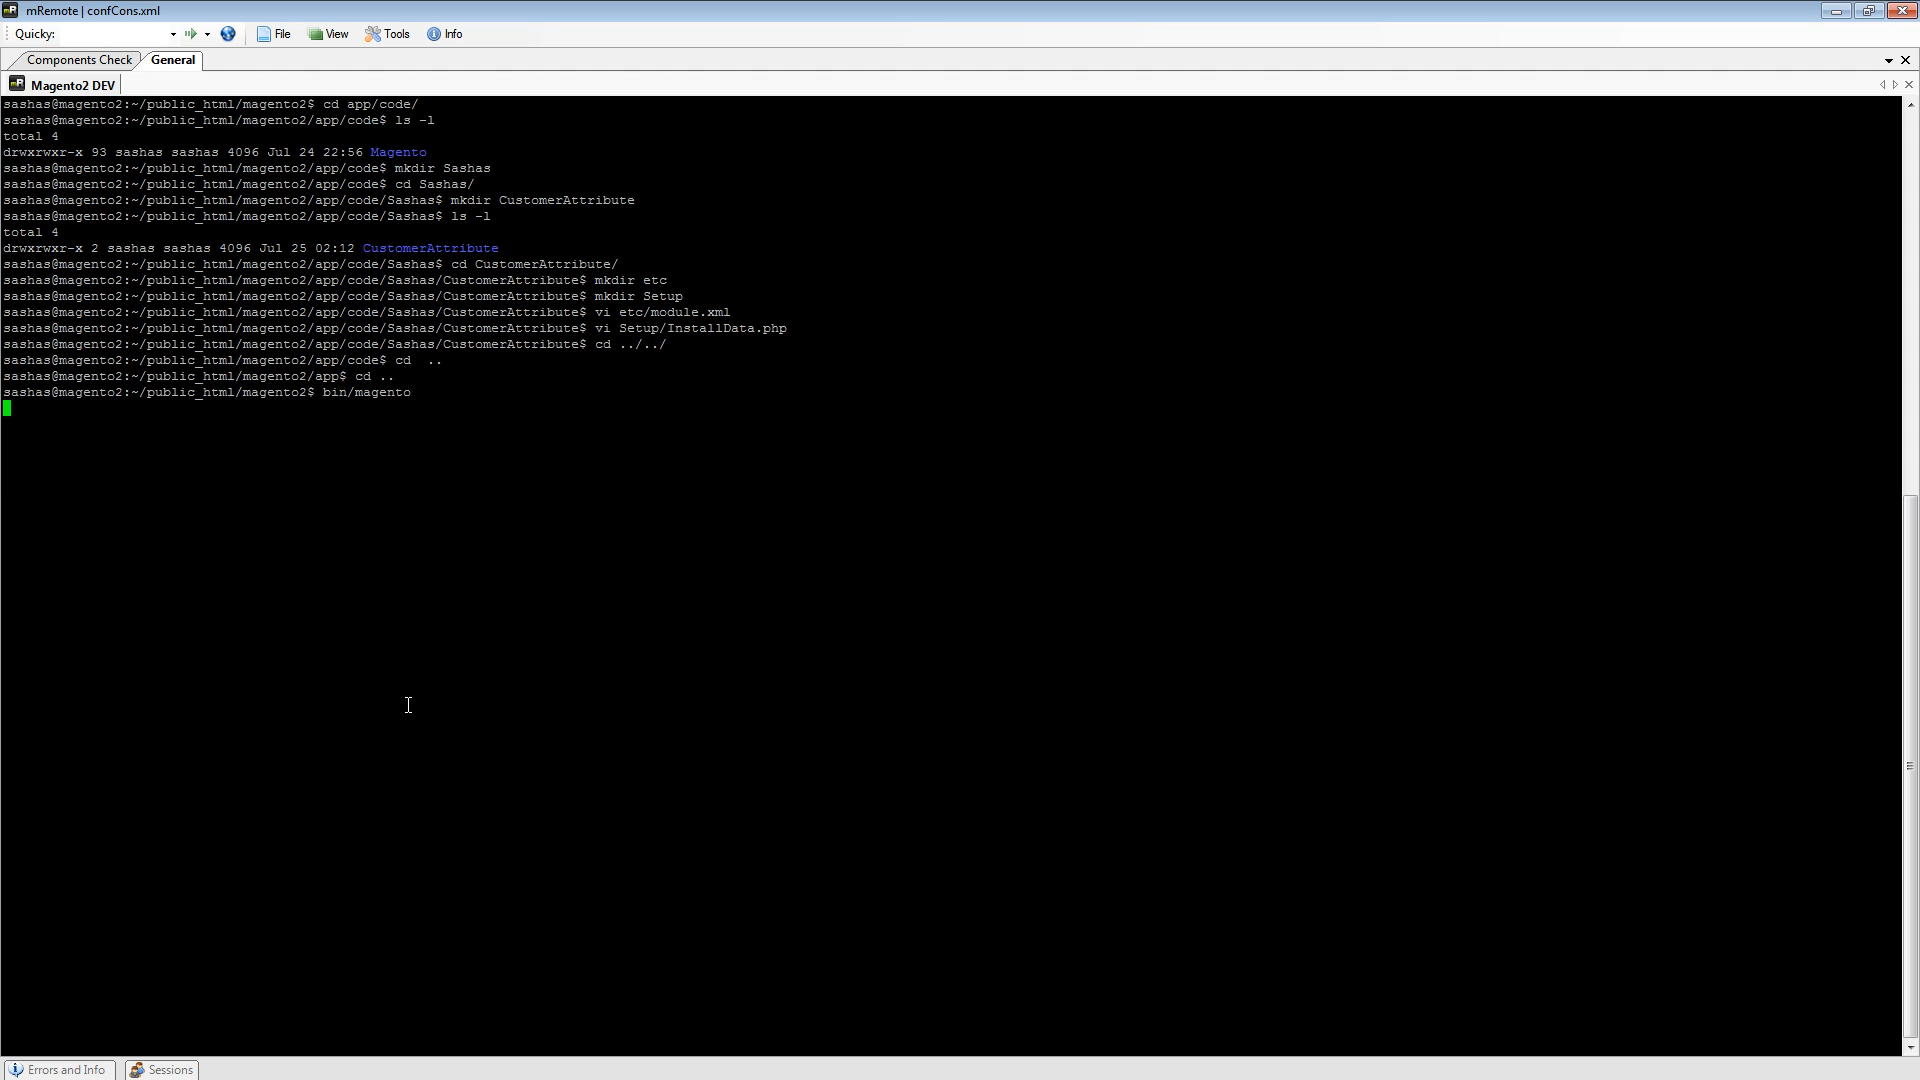 mRemote | confCons.xml
Quicky: File View Tools Info
Components Check General
Magento2 DEV
sashas@magento2:~/public_html/magento2$ cd app/code/
sashas@magento2:~/public_html/magento2/app/code$ ls -l
total 4
drwxrwxr-x 93 sashas sashas 4096 Jul 24 22:56 Magento
sashas@magento2:~/public_html/magento2/app/code$ mkdir Sashas
sashas@magento2:~/public_html/magento2/app/code$ cd Sashas/
sashas@magento2:~/public_html/magento2/app/code/Sashas$ mkdir CustomerAttribute
sashas@magento2:~/public_html/magento2/app/code/Sashas$ ls -l
total 4
drwxrwxr-x 2 sashas sashas 4096 Jul 25 02:12 CustomerAttribute
sashas@magento2:~/public_html/magento2/app/code/Sashas$ cd CustomerAttribute/
sashas@magento2:~/public_html/magento2/app/code/Sashas/CustomerAttribute$ mkdir etc
sashas@magento2:~/public_html/magento2/app/code/Sashas/CustomerAttribute$ mkdir Setup
sashas@magento2:~/public_html/magento2/app/code/Sashas/CustomerAttribute$ vi etc/module.xml
sashas@magento2:~/public_html/magento2/app/code/Sashas/CustomerAttribute$ vi Setup/InstallData.php
sashas@magento2:~/public_html/magento2/app/code/Sashas/CustomerAttribute$ cd ../../
sashas@magento2:~/public_html/magento2/app/code$ cd  ..
sashas@magento2:~/public_html/magento2/app$ cd ..
sashas@magento2:~/public_html/magento2$ bin/magento
Errors and Info Sessions